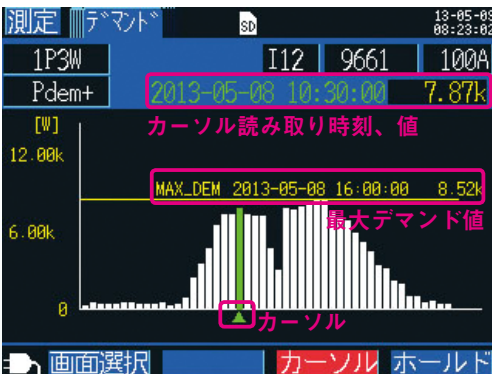 測定 デマンド SD 13-05-09
08:23:02
1P3W I12 9661 100A
Pdem+ 2013-05-08 10:30:00 7.87k
[W] カーソル読み取り時刻、値
12.00k
MAX_DEM 2013-05-08 16:00:00 8.52k
最大デマンド値
6.00k
0
カーソル
画面選択 カーソル ホールド